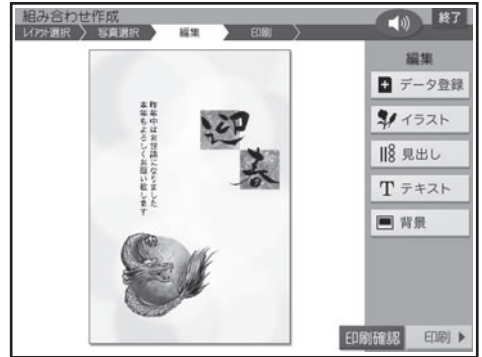 組み合わせ作成
終了
レイアウト選択
写真選択
編集
印刷
編集
データ登録
イラスト
見出し
テキスト
背景
迎
春
昨年中はお世話になりました
本年もよろしくお願い致します
印刷確認
印刷